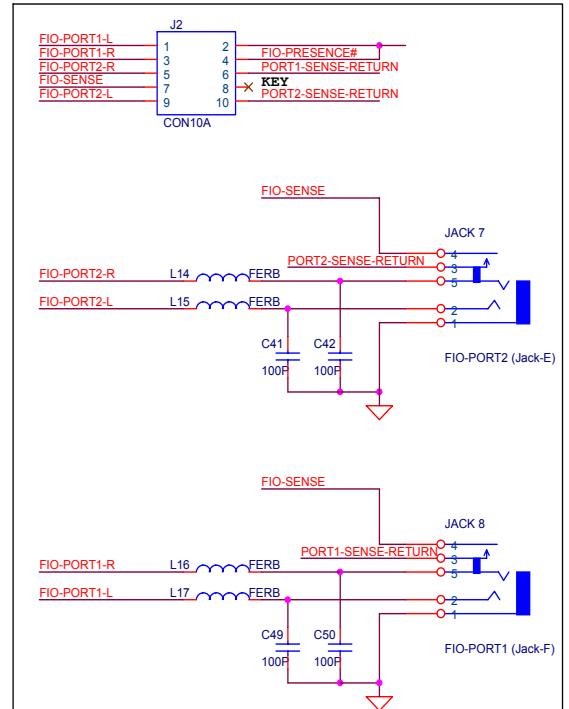 J2
FIO-PORT1-L 1 2
FIO-PORT1-R 3 4 FIO-PRESENCE#
FIO-PORT2-R 5 6 PORT1-SENSE-RETURN
FIO-SENSE 7 8 KEY
FIO-PORT2-L 9 10 PORT2-SENSE-RETURN
CON10A
FIO-SENSE
JACK 7
4
PORT2-SENSE-RETURN 3
FIO-PORT2-R L14 FERB 5
FIO-PORT2-L L15 FERB 2
1
C41 C42
100P 100P
FIO-PORT2 (Jack-E)
FIO-SENSE
JACK 8
4
PORT1-SENSE-RETURN 3
FIO-PORT1-R L16 FERB 5
FIO-PORT1-L L17 FERB 2
1
C49 C50
100P 100P
FIO-PORT1 (Jack-F)